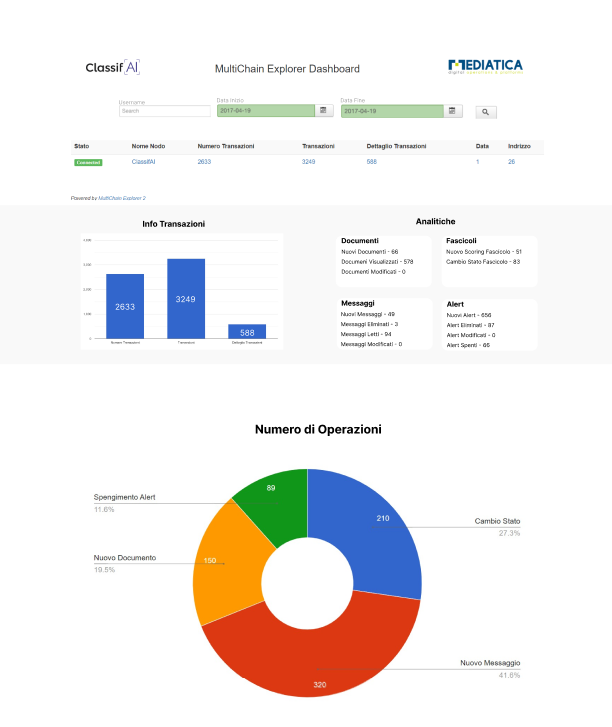 Classif[AI]
MultiChain Explorer Dashboard
MEDIATICA
Username
Data Inizio
Data Fine
Search
2017-04-19
2017-04-19
Stato Nome Nodo Numero Transazioni Transazioni Dettaglio Transazioni Data Indrizzo
Connected ClassifAI 2633 3249 588 1 26
Powered by MultiChain Explorer 2
Info Transazioni
4.000
3.000
2.000
1.000
0
2633
3249
588
Numero Transazioni Transazioni Dettaglio Transazioni
Analitiche
Documenti
Nuovi Documenti - 66
Documeni Visualizzati - 578
Documenti Modificati - 0
Fascicoli
Nuovo Scoring Fascicolo - 51
Cambio Stato Fascicolo - 83
Messaggi
Nuovi Messaggi - 49
Messaggi Eliminati - 3
Messaggi Letti - 94
Messaggi Modificati - 0
Alert
Nuovi Alert - 656
Alert Eliminati - 87
Alert Modificati - 0
Alert Spenti - 66
Numero di Operazioni
89
210
150
320
Spengimento Alert
11.6%
Nuovo Documento
19.5%
Cambio Stato
27.3%
Nuovo Messaggio
41.6%